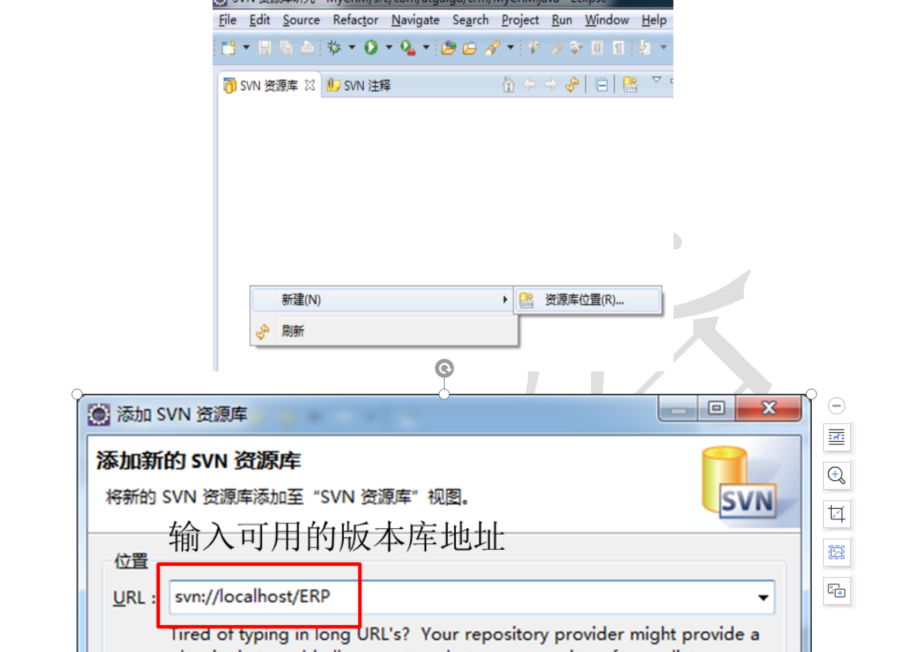 File Edit Source Refactor Navigate Search Project Run Window Help
SVN 资源库 SVN 注释
新建(N) 资源库位置(R)...
刷新
添加 SVN 资源库
添加新的 SVN 资源库
将新的 SVN 资源库添加至“SVN 资源库”视图。
SVN
输入可用的版本库地址
位置
URL: svn://localhost/ERP
Tired of typing in long URL's? Your repository provider might provide a